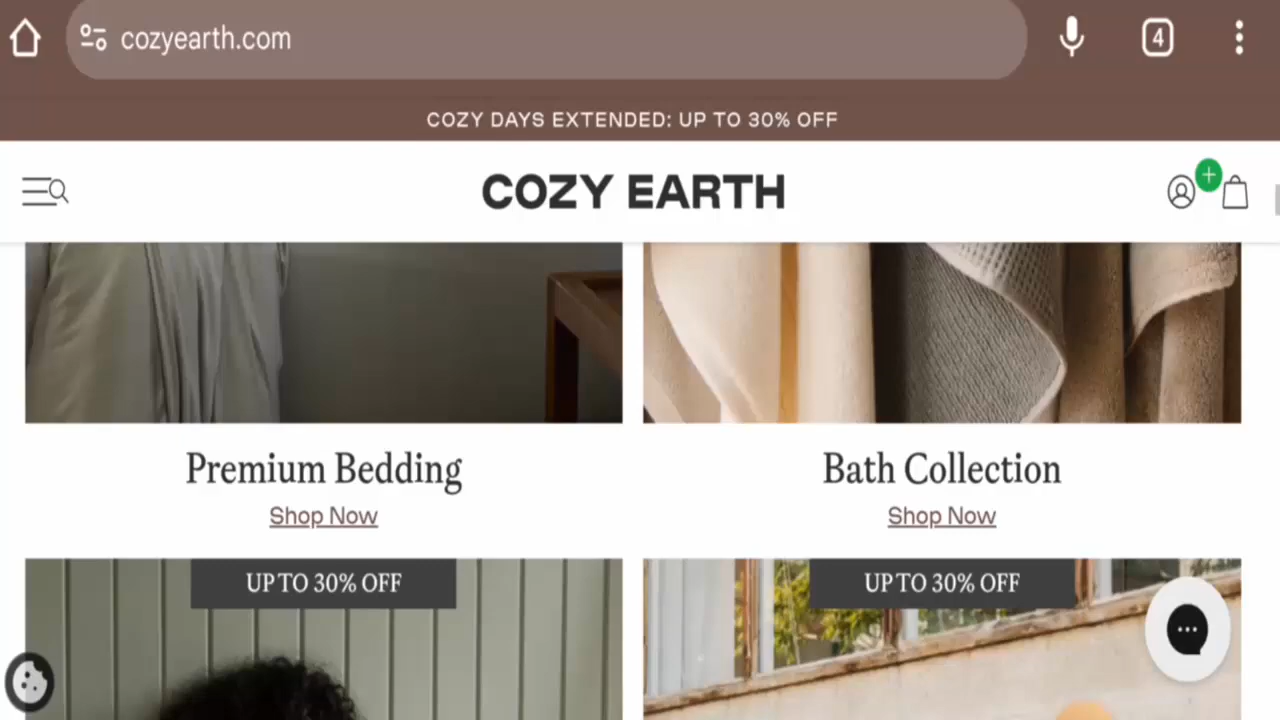 cozyearth.com
4
COZY DAYS EXTENDED: UP TO 30% OFF
COZY EARTH
Premium Bedding
Bath Collection
Shop Now
Shop Now
UP TO 30% OFF
UP TO 30% OFF